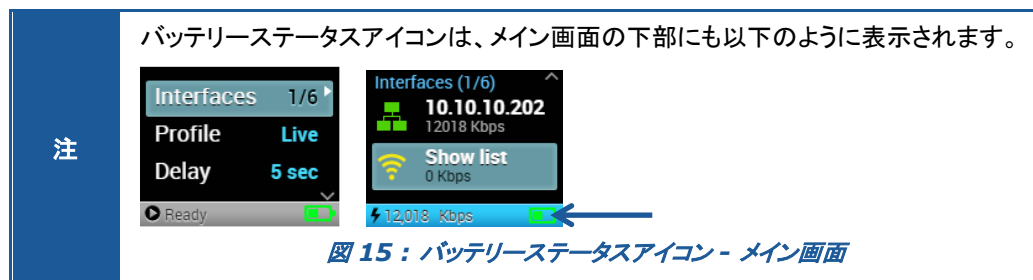 バッテリーステータスアイコンは、メイン画面の下部にも以下のように表示されます。
注
Interfaces 1/6
Profile Live
Delay 5 sec
Ready
Interfaces (1/6)
10.10.10.202
12018 Kbps
Show list
0 Kbps
12,018 Kbps
図 15 : バッテリーステータスアイコン – メイン画面